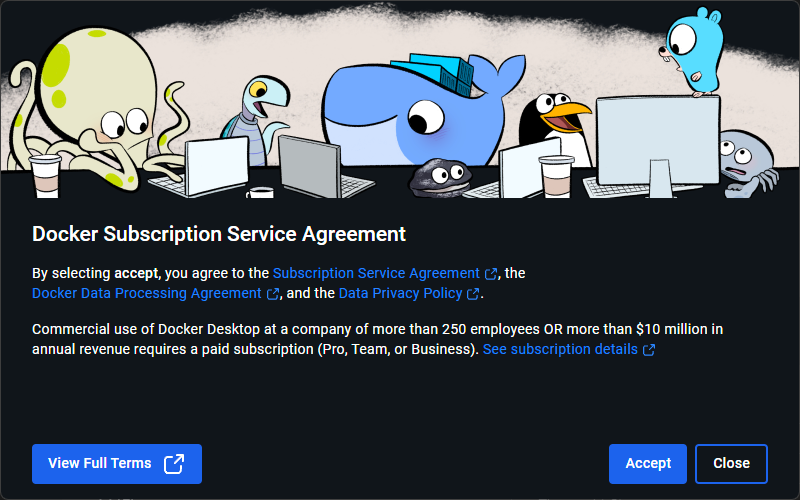 Docker Subscription Service Agreement
By selecting accept, you agree to the Subscription Service Agreement, the
Docker Data Processing Agreement, and the Data Privacy Policy.
Commercial use of Docker Desktop at a company of more than 250 employees OR more than $10 million in
annual revenue requires a paid subscription (Pro, Team, or Business). See subscription details
View Full Terms
Accept
Close